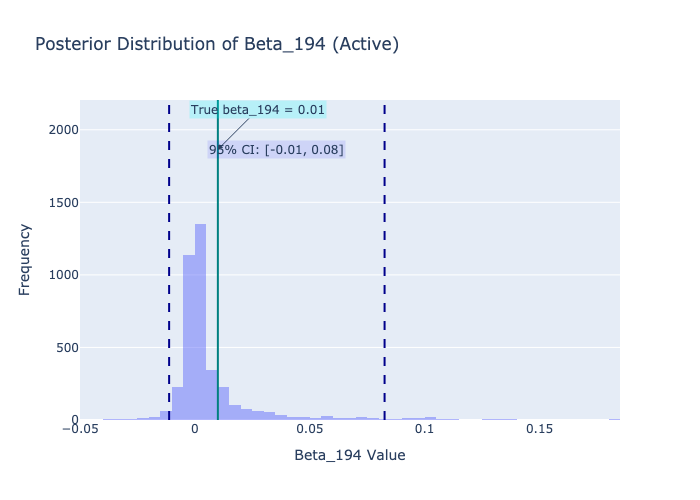 Posterior Distribution of Beta_194 (Active)
True beta_194 = 0.01
95% CI: [-0.01, 0.08]
2000
1500
1000
500
0
Frequency
−0.05
0
0.05
0.1
0.15
Beta_194 Value